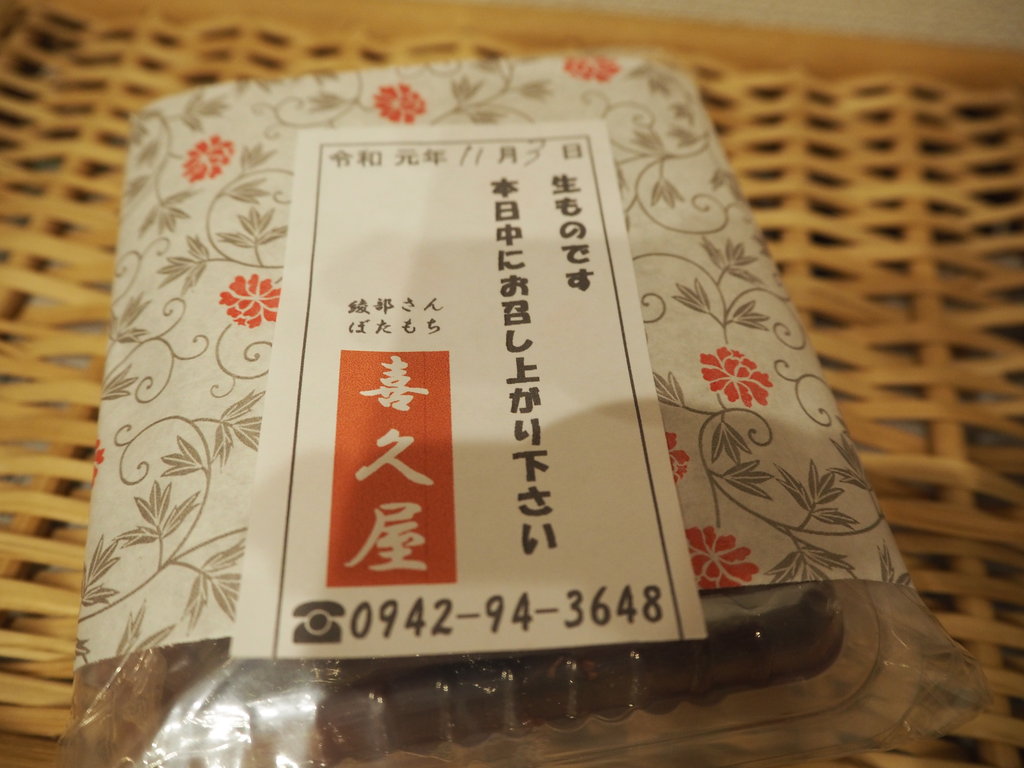 令和 元年 11月3日
生ものです
本日中にお召し上がり下さい
綾部さん
ぼたもち
喜久屋
☎0942-94-3648